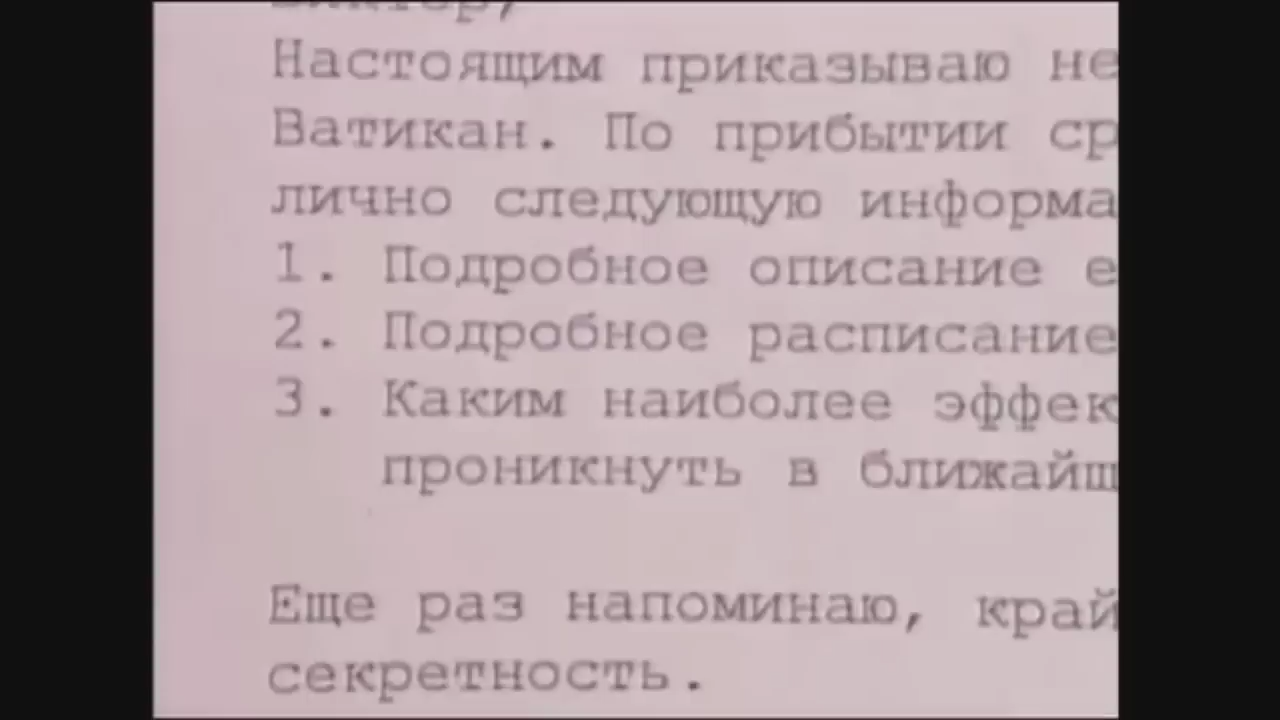 Виктор,
Настоящим приказываю не
Ватикан. По прибытии ср
лично следующую информа
1. Подробное описание е
2. Подробное расписание
3. Каким наиболее эффек
проникнуть в ближайш
Еще раз напоминаю, край
секретность.